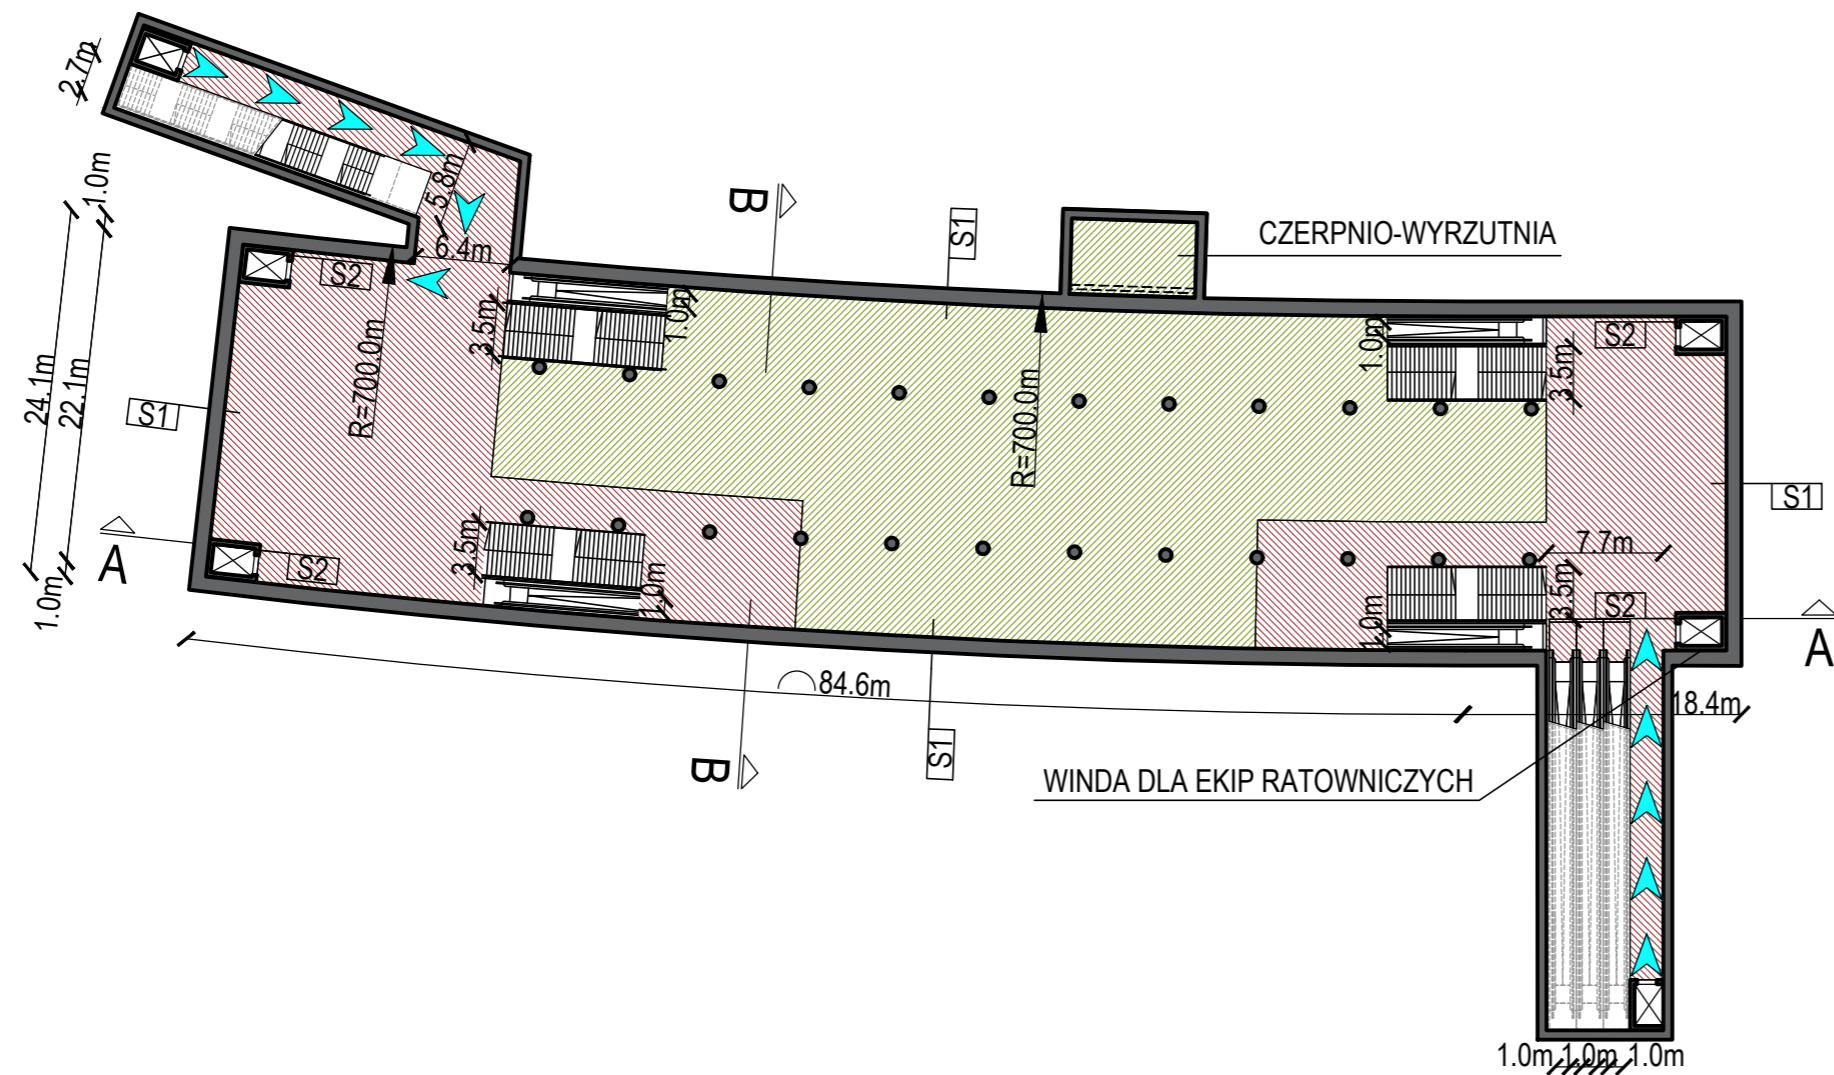 2.7m
1.0m
5.8m
6.4m
B
S1
CZERPNIO-WYRZUTNIA
S2
3.5m
1.0m
R=700.0m
1.0m
S2
3.5m
24.1m
22.1m
S1
R=700.0m
S1
A
3.5m
S2
1.0m
1.0m
7.7m
3.5m
S2
1.0m
A
84.6m
18.4m
B
S1
WINDA DLA EKIP RATOWNICZYCH
1.0m 1.0m 1.0m